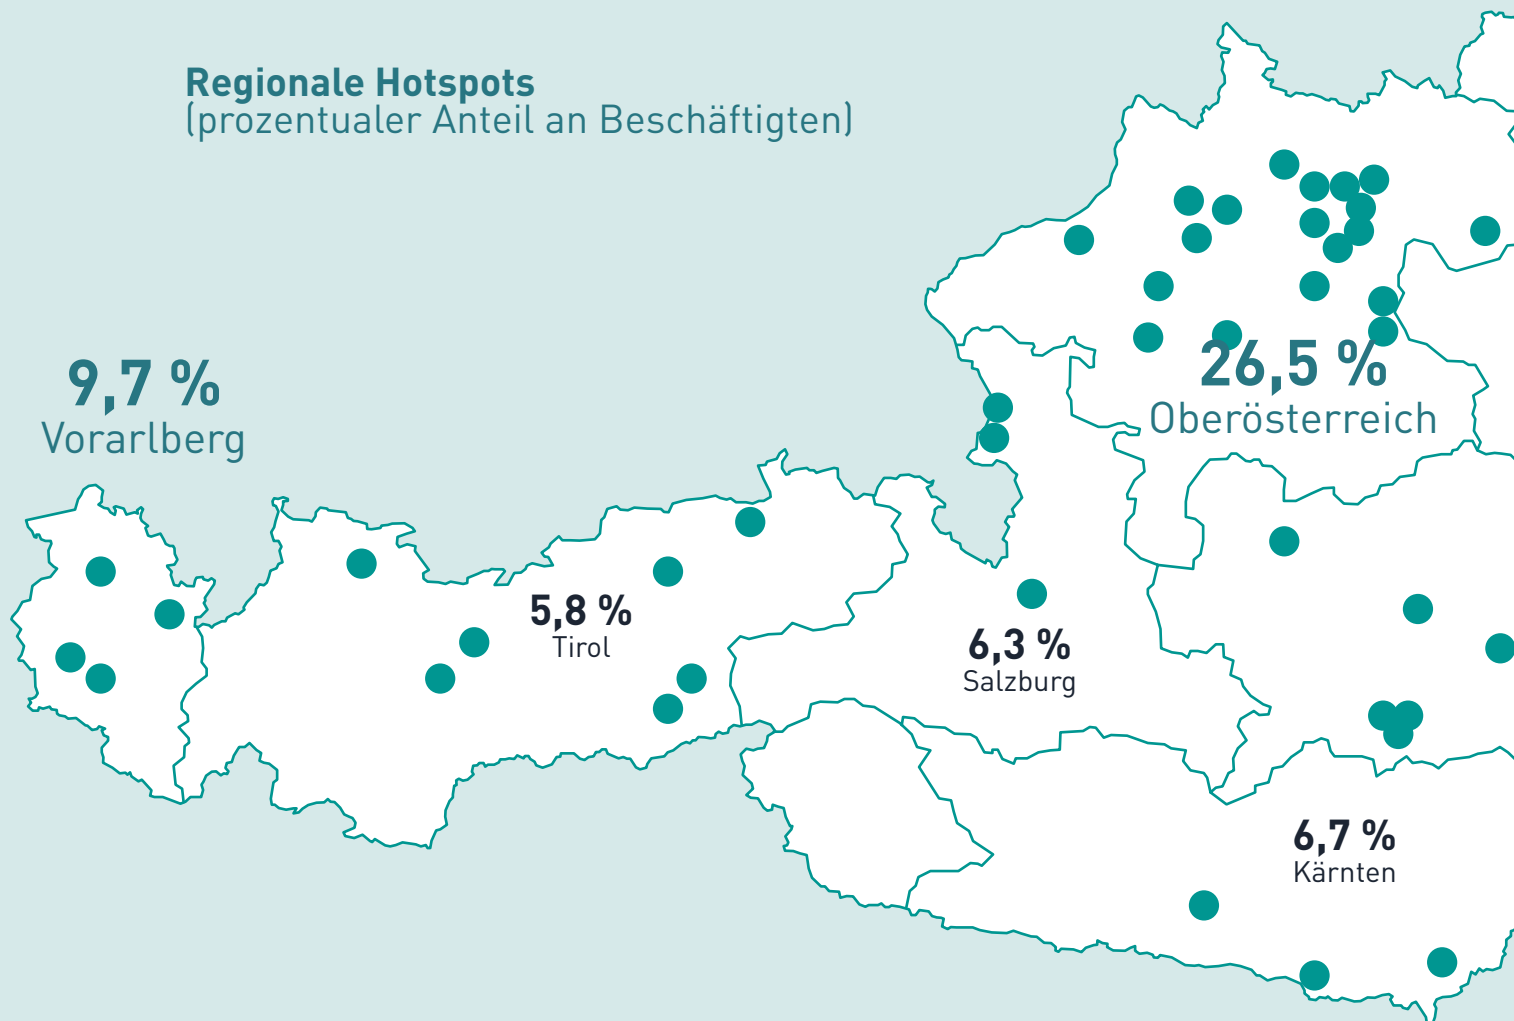 Regionale Hotspots
(prozentualer Anteil an Beschäftigten)
9,7 %
Vorarlberg
26,5 %
Oberösterreich
5,8 %
Tirol
6,3 %
Salzburg
6,7 %
Kärnten